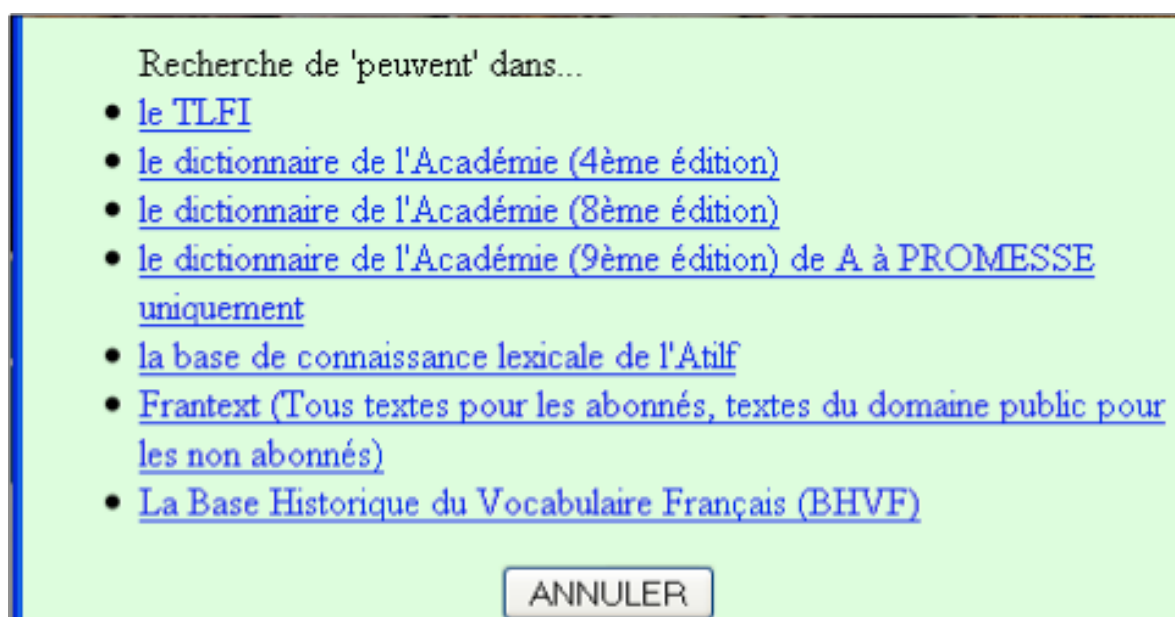 Recherche de 'peuvent' dans...
• le TLFI
• le dictionnaire de l'Académie (4ème édition)
• le dictionnaire de l'Académie (8ème édition)
• le dictionnaire de l'Académie (9ème édition) de A à PROMESSE
uniquement
• la base de connaissance lexicale de l'Atilf
• Frantext (Tous textes pour les abonnés, textes du domaine public pour
les non abonnés)
• La Base Historique du Vocabulaire Français (BHVF)
ANNULER